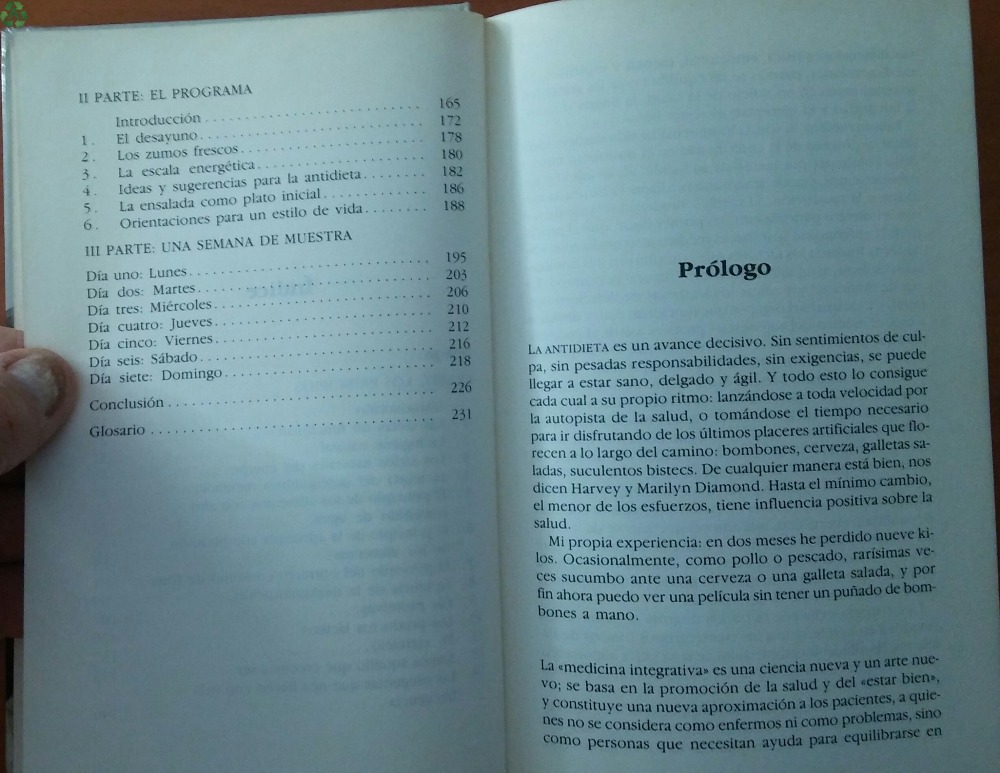 II PARTE: EL PROGRAMA
Introducción 165
1. El desayuno 172
2. Los zumos frescos 178
3. La escala energética 180
4. Ideas y sugerencias para la antidieta 182
5. La ensalada como plato inicial 186
6. Orientaciones para un estilo de vida 188
III PARTE: UNA SEMANA DE MUESTRA
Día uno: Lunes 195
Día dos: Martes 203
Día tres: Miércoles 206
Día cuatro: Jueves 210
Día cinco: Viernes 212
Día seis: Sábado 216
Día siete: Domingo 218
Conclusión 226
Glosario 231
Prólogo
LA ANTIDIETA es un avance decisivo. Sin sentimientos de cul-
pa, sin pesadas responsabilidades, sin exigencias, se puede
llegar a estar sano, delgado y ágil. Y todo esto lo consigue
cada cual a su propio ritmo: lanzándose a toda velocidad por
la autopista de la salud, o tomándose el tiempo necesario
para ir disfrutando de los últimos placeres artificiales que flo-
recen a lo largo del camino: bombones, cerveza, galletas sa-
ladas, suculentos bistecs. De cualquier manera está bien, nos
dicen Harvey y Marilyn Diamond. Hasta el mínimo cambio,
el menor de los esfuerzos, tiene influencia positiva sobre la
salud.
Mi propia experiencia: en dos meses he perdido nueve ki-
los. Ocasionalmente, como pollo o pescado, rarísimas ve-
ces sucumbo ante una cerveza o una galleta salada, y por
fin ahora puedo ver una película sin tener un puñado de bom-
bones a mano.
La «medicina integrativa» es una ciencia nueva y un arte nue-
vo; se basa en la promoción de la salud y del «estar bien»,
y constituye una nueva aproximación a los pacientes, a quie-
nes no se considera como enfermos ni como problemas, sino
como personas que necesitan ayuda para equilibrarse en